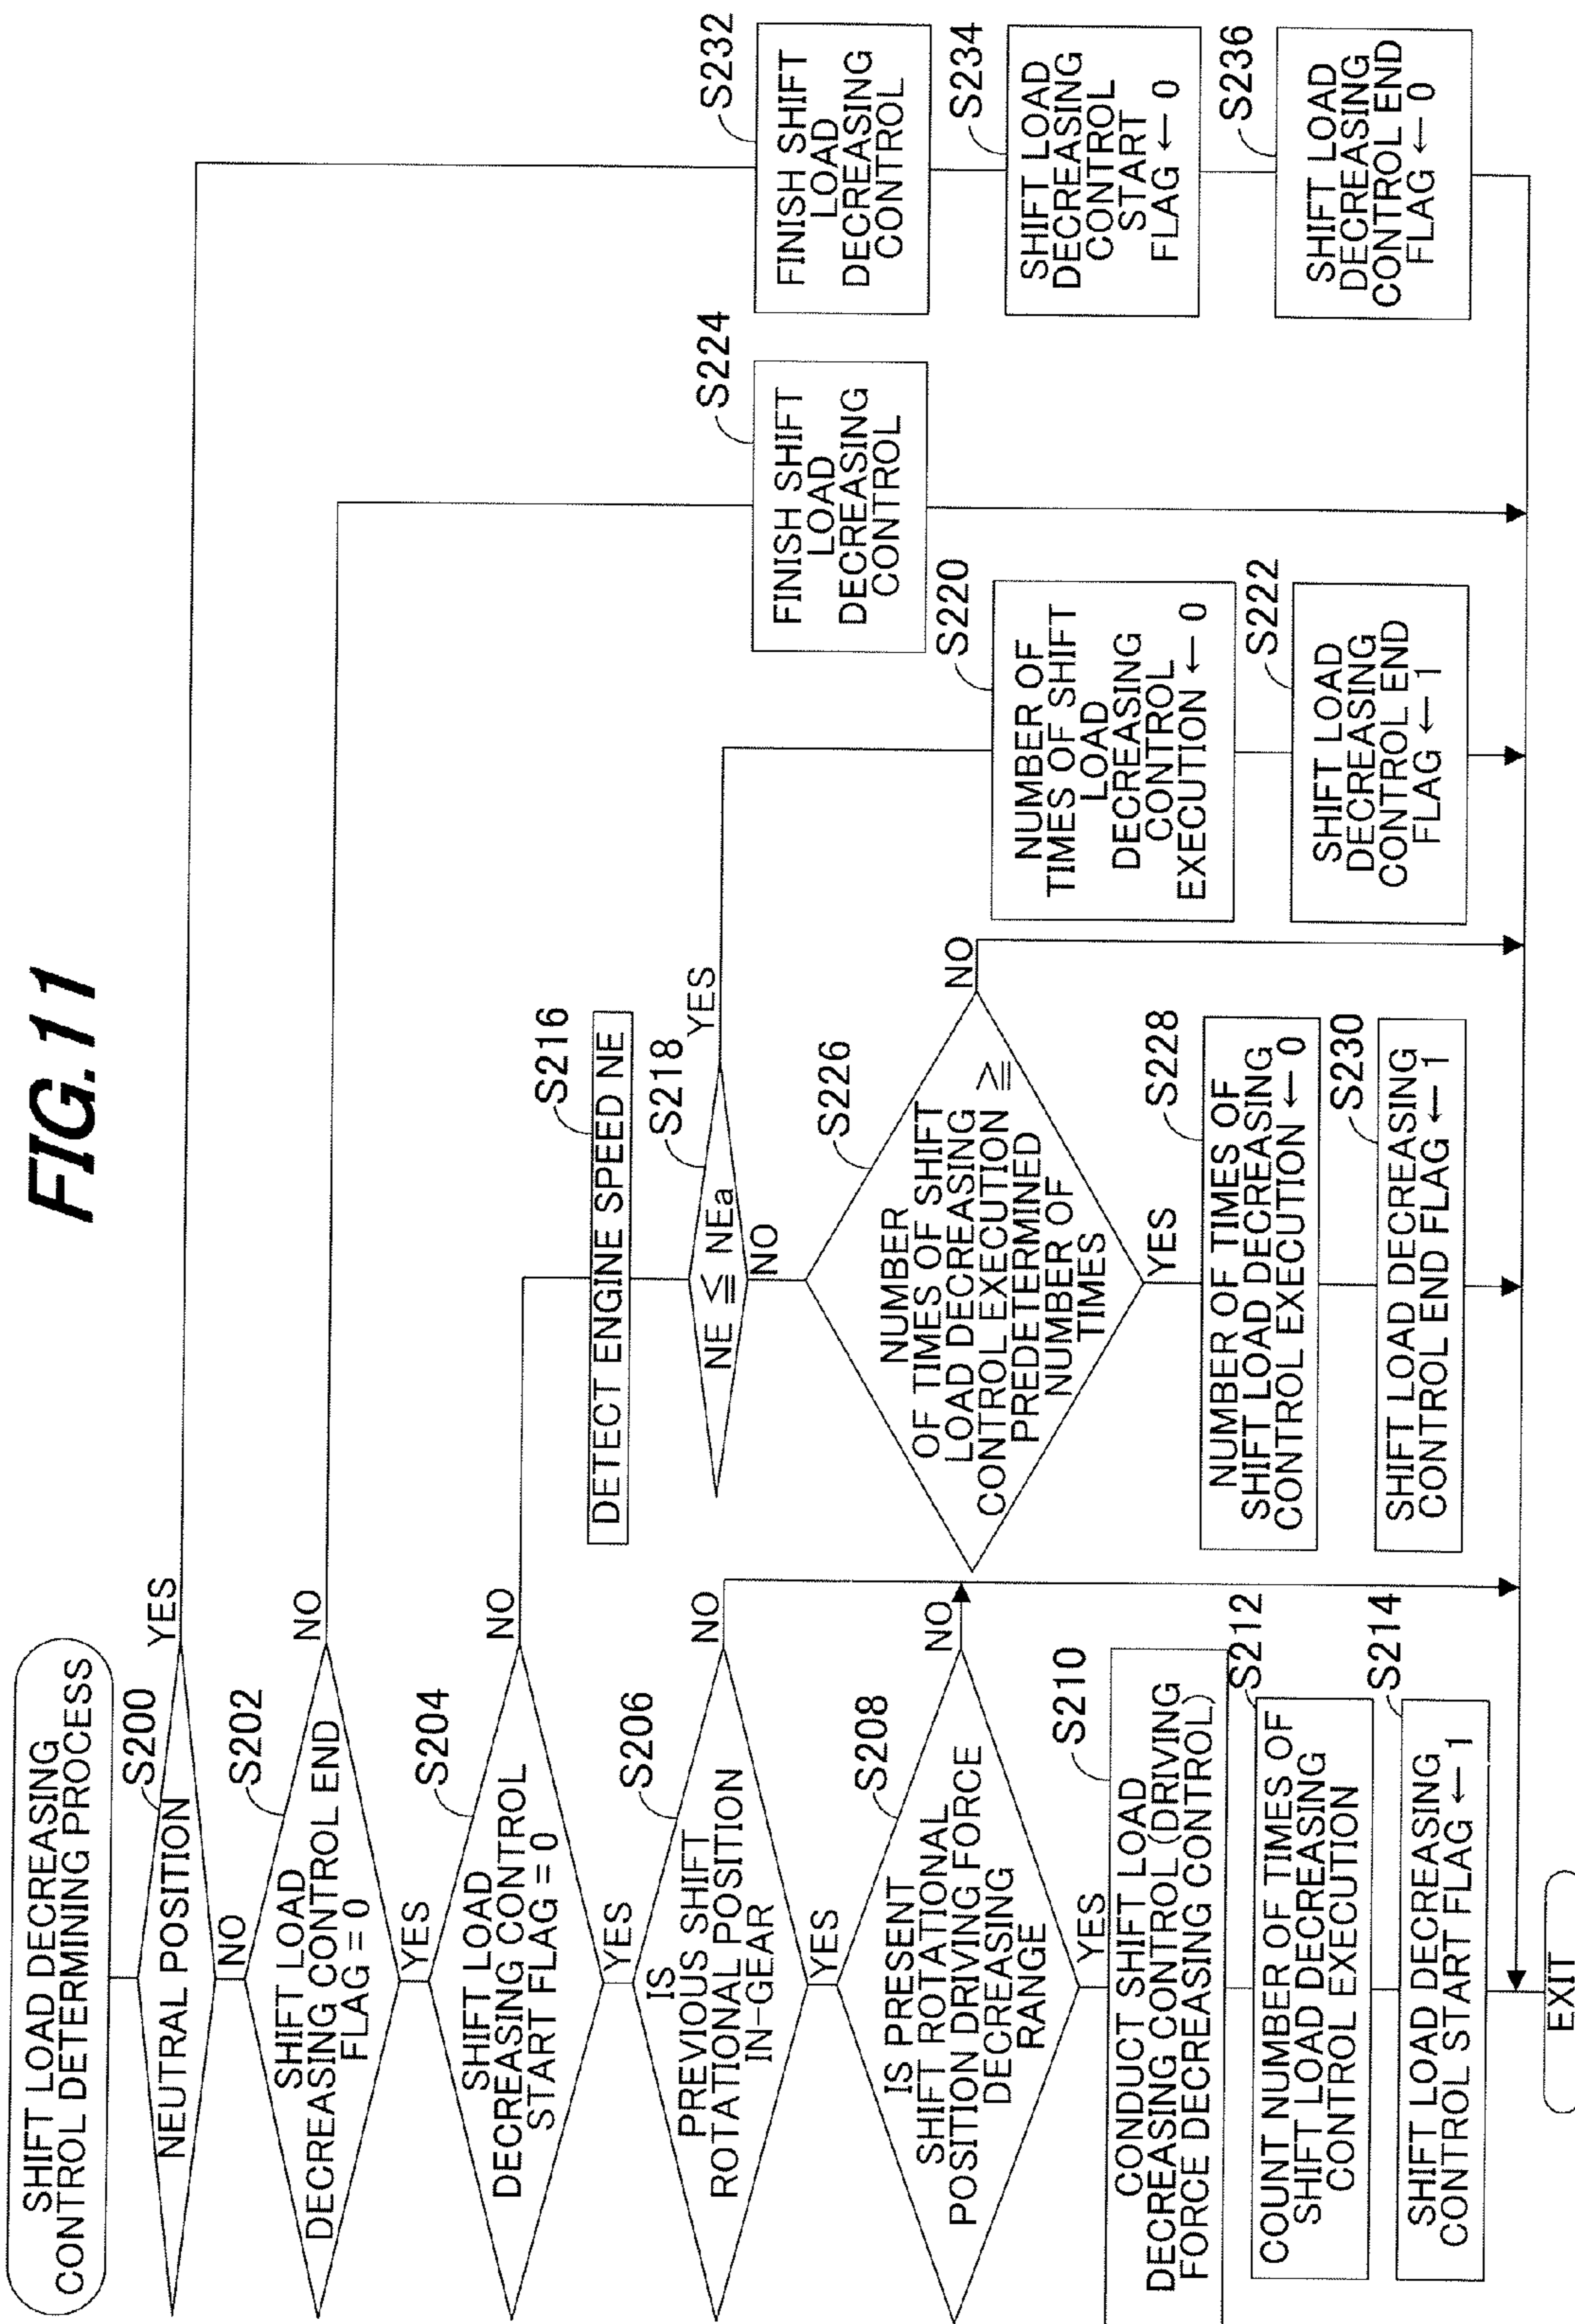 FIG.11
SHIFT LOAD DECREASING
CONTROL DETERMINING PROCESS
S200
NEUTRAL POSITION
YES
NO
S202
SHIFT LOAD
DECREASING CONTROL END
FLAG = 0
NO
YES
S204
SHIFT LOAD
DECREASING CONTROL
START FLAG = 0
NO
YES
S206
IS
PREVIOUS SHIFT
ROTATIONAL POSITION
IN-GEAR
NO
YES
S208
IS PRESENT
SHIFT ROTATIONAL
POSITION DRIVING FORCE
DECREASING
RANGE
NO
YES
S210
CONDUCT SHIFT LOAD
DECREASING CONTROL (DRIVING
FORCE DECREASING CONTROL)
S212
COUNT NUMBER OF TIMES OF
SHIFT LOAD DECREASING
CONTROL EXECUTION
S214
SHIFT LOAD DECREASING
CONTROL START FLAG ← 1
EXIT
S216
DETECT ENGINE SPEED NE
S218
NE ≦ NEa
YES
NO
S226
NUMBER
OF TIMES OF SHIFT
LOAD DECREASING
CONTROL EXECUTION ≧
PREDETERMINED
NUMBER OF
TIMES
NO
YES
S228
NUMBER OF TIMES OF
SHIFT LOAD DECREASING
CONTROL EXECUTION ← 0
S230
SHIFT LOAD DECREASING
CONTROL END FLAG ← 1
S220
NUMBER OF
TIMES OF SHIFT
LOAD
DECREASING
CONTROL
EXECUTION ← 0
S222
SHIFT LOAD
DECREASING
CONTROL END
FLAG ← 1
S224
FINISH SHIFT
LOAD
DECREASING
CONTROL
S232
FINISH SHIFT
LOAD
DECREASING
CONTROL
S234
SHIFT LOAD
DECREASING
CONTROL
START
FLAG ← 0
S236
SHIFT LOAD
DECREASING
CONTROL END
FLAG ← 0